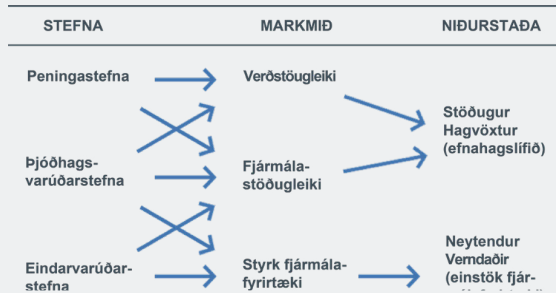 STEFNA
MARKMIÐ
NIÐURSTAÐA
Peningastefna
Verðstöugleiki
Stöðugur
Hagvöxtur
(efnahagslífið)
Þjóðhags-
varúðarstefna
Fjármála-
stöðugleiki
Eindarvarúðar-
stefna
Styrk fjármála-
fyrirtæki
Neytendur
Verndaðir
(einstök fjár-